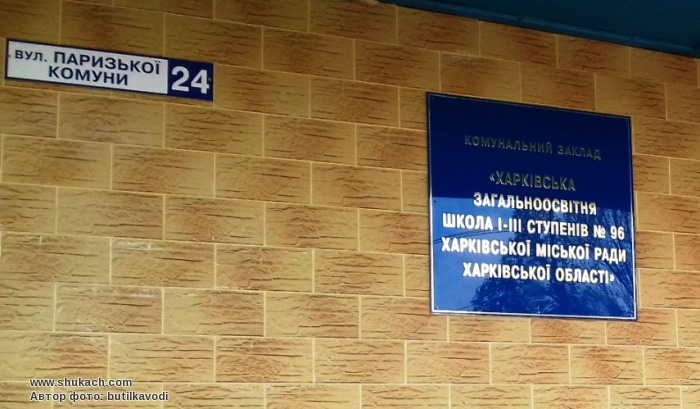 ВУЛ. ПАРИЗЬКОЇ
КОМУНИ
24
КОМУНАЛЬНИЙ ЗАКЛАД
«ХАРКІВСЬКА
ЗАГАЛЬНООСВІТНЯ
ШКОЛА І-ІІІ СТУПЕНІВ № 96
ХАРКІВСЬКОЇ МІСЬКОЇ РАДИ
ХАРКІВСЬКОЇ ОБЛАСТІ»
www.shukach.com
Автор фото: butilkavodi